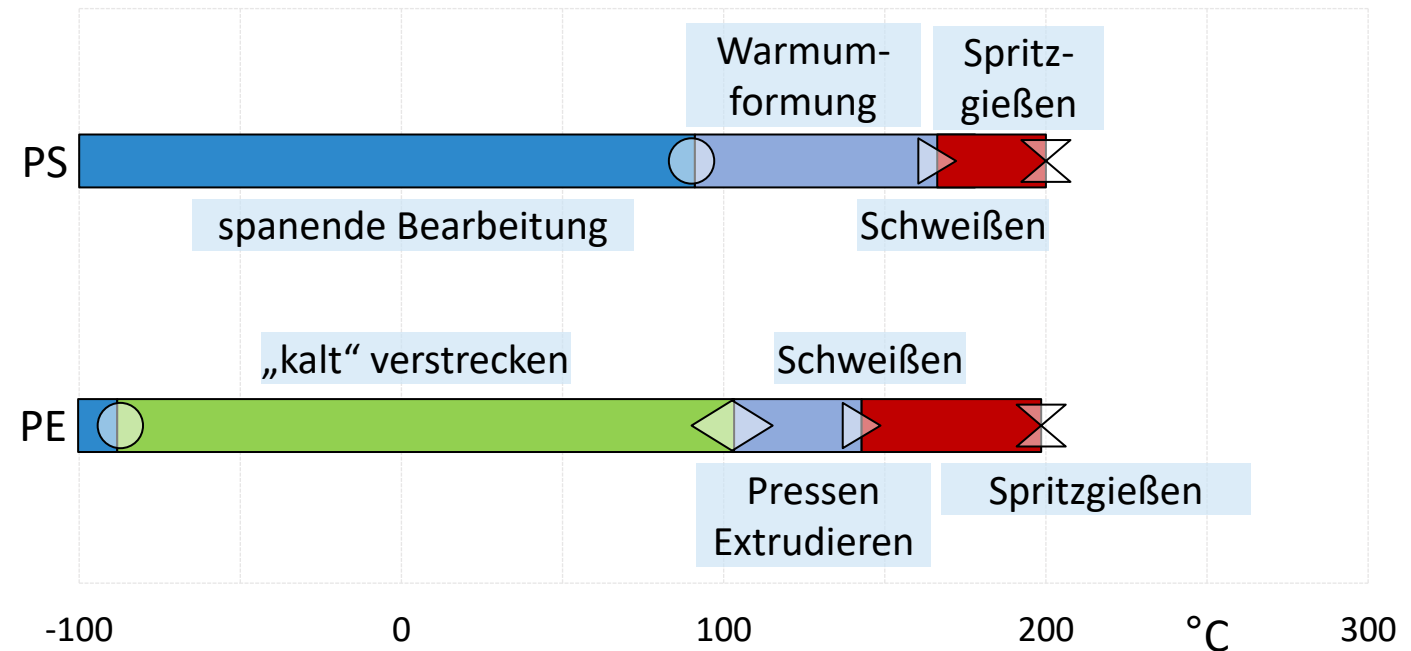 Warmum-
formung
Spritz-
gießen
PS
spanende Bearbeitung
Schweißen
„kalt“ verstrecken
Schweißen
PE
Pressen
Extrudieren
Spritzgießen
-100 0 100 200 °C 300